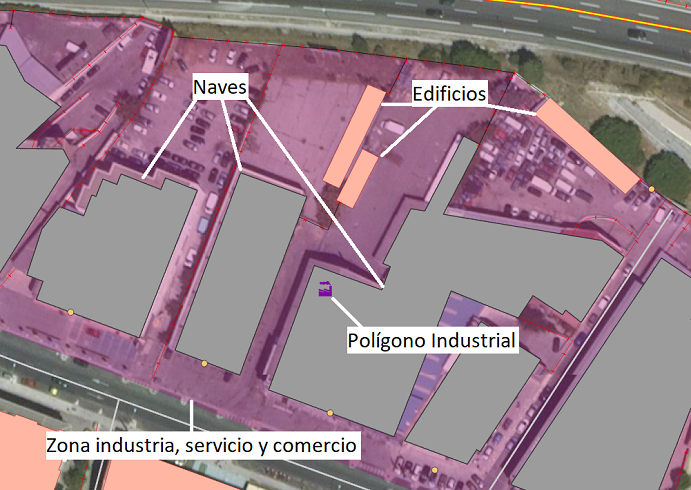 Naves
Edificios
Polígono Industrial
Zona industria, servicio y comercio